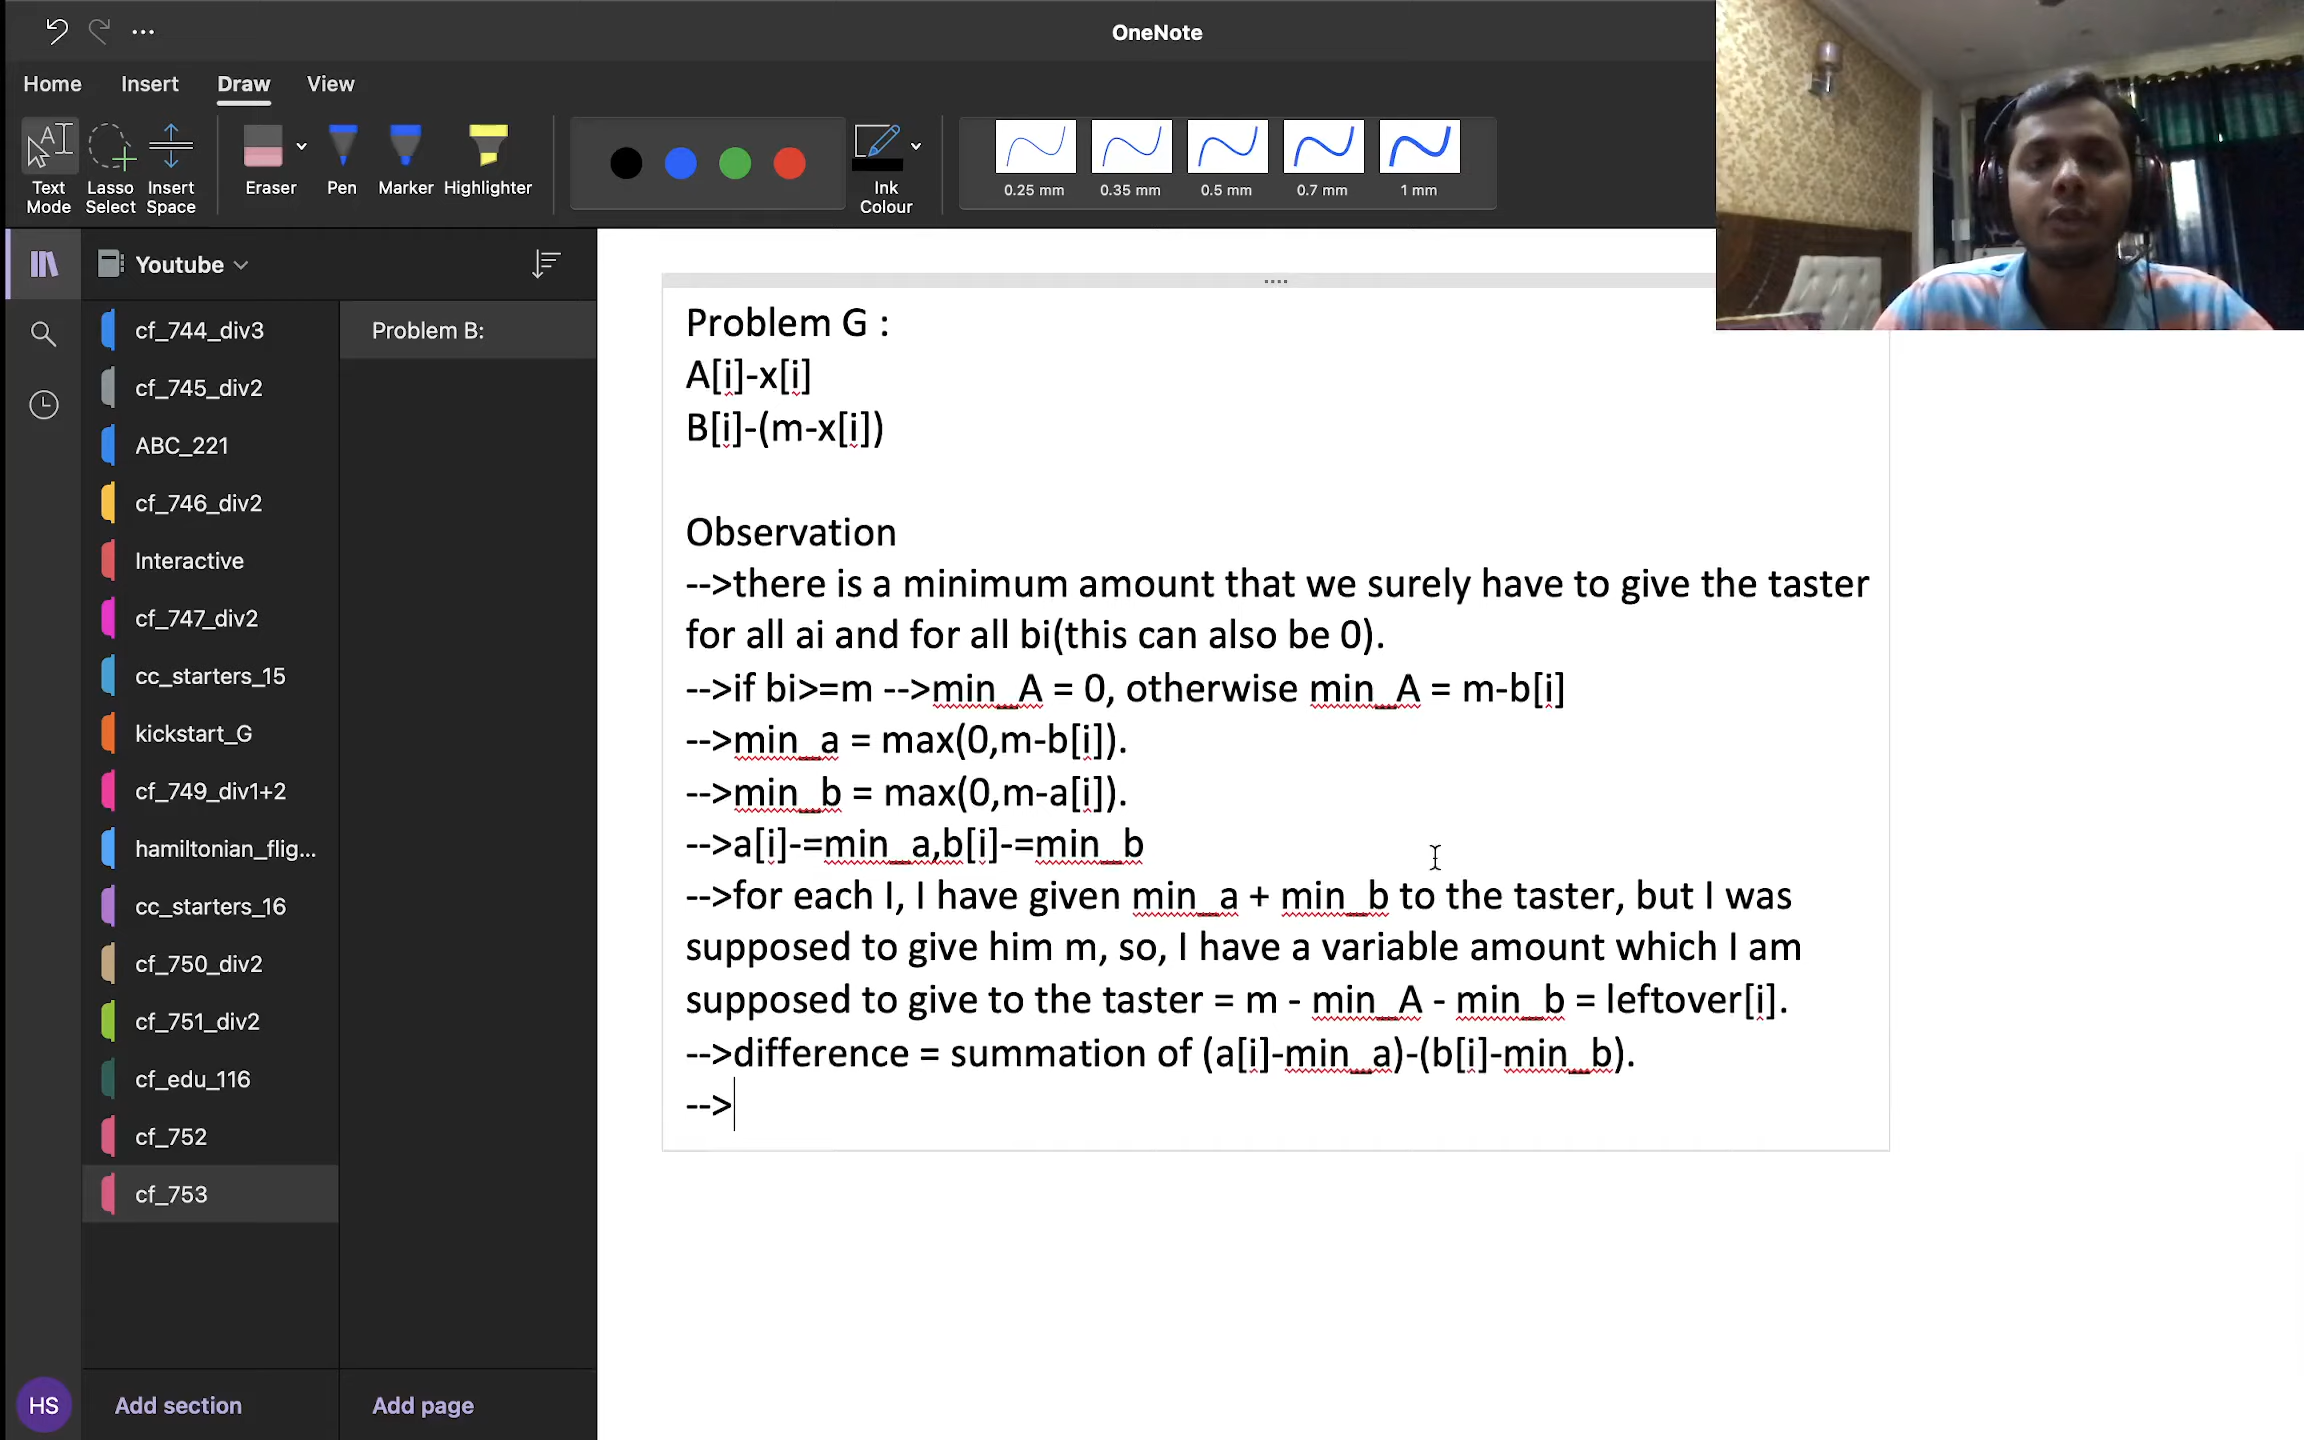 OneNote
Home Insert Draw View
Text Mode
Lasso Select
Insert Space
Eraser
Pen
Marker
Highlighter
Ink Colour
0.25 mm
0.35 mm
0.5 mm
0.7 mm
1 mm
Youtube
cf_744_div3
cf_745_div2
ABC_221
cf_746_div2
Interactive
cf_747_div2
cc_starters_15
kickstart_G
cf_749_div1+2
hamiltonian_flig...
cc_starters_16
cf_750_div2
cf_751_div2
cf_edu_116
cf_752
cf_753
HS
Add section
Problem B:
Add page
Problem G :
A[i]-x[i]
B[i]-(m-x[i])
Observation
-->there is a minimum amount that we surely have to give the taster
for all ai and for all bi(this can also be 0).
-->if bi>=m -->min_A = 0, otherwise min_A = m-b[i]
-->min_a = max(0,m-b[i]).
-->min_b = max(0,m-a[i]).
-->a[i]-=min_a,b[i]-=min_b
-->for each I, I have given min_a + min_b to the taster, but I was
supposed to give him m, so, I have a variable amount which I am
supposed to give to the taster = m - min_A - min_b = leftover[i].
-->difference = summation of (a[i]-min_a)-(b[i]-min_b).
-->